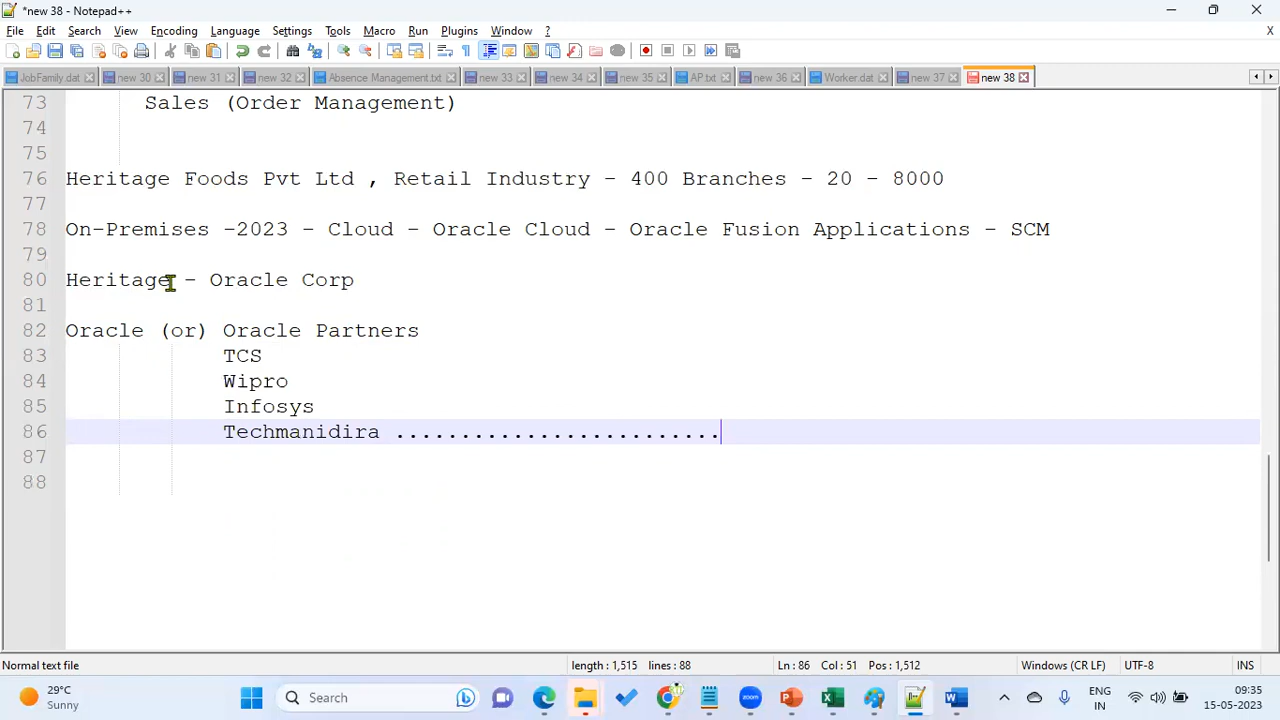 *new 38 - Notepad++
File Edit Search View Encoding Language Settings Tools Macro Run Plugins Window ? X
JobFamily.dat new 30 new 31 new 32 Absence Management.txt new 33 new 34 new 35 AP.txt new 36 Worker.dat new 37 new 38
73 Sales (Order Management)
74
75
76 Heritage Foods Pvt Ltd , Retail Industry - 400 Branches - 20 - 8000
77
78 On-Premises -2023 - Cloud - Oracle Cloud - Oracle Fusion Applications - SCM
79
80 Heritage - Oracle Corp
81
82 Oracle (or) Oracle Partners
83 TCS
84 Wipro
85 Infosys
86 Techmanidira .........................
87
88
Normal text file length : 1,515 lines : 88 Ln : 86 Col : 51 Pos : 1,512 Windows (CR LF) UTF-8 INS
29°C
Sunny
Search
zoom
ENG
IN
09:35
15-05-2023